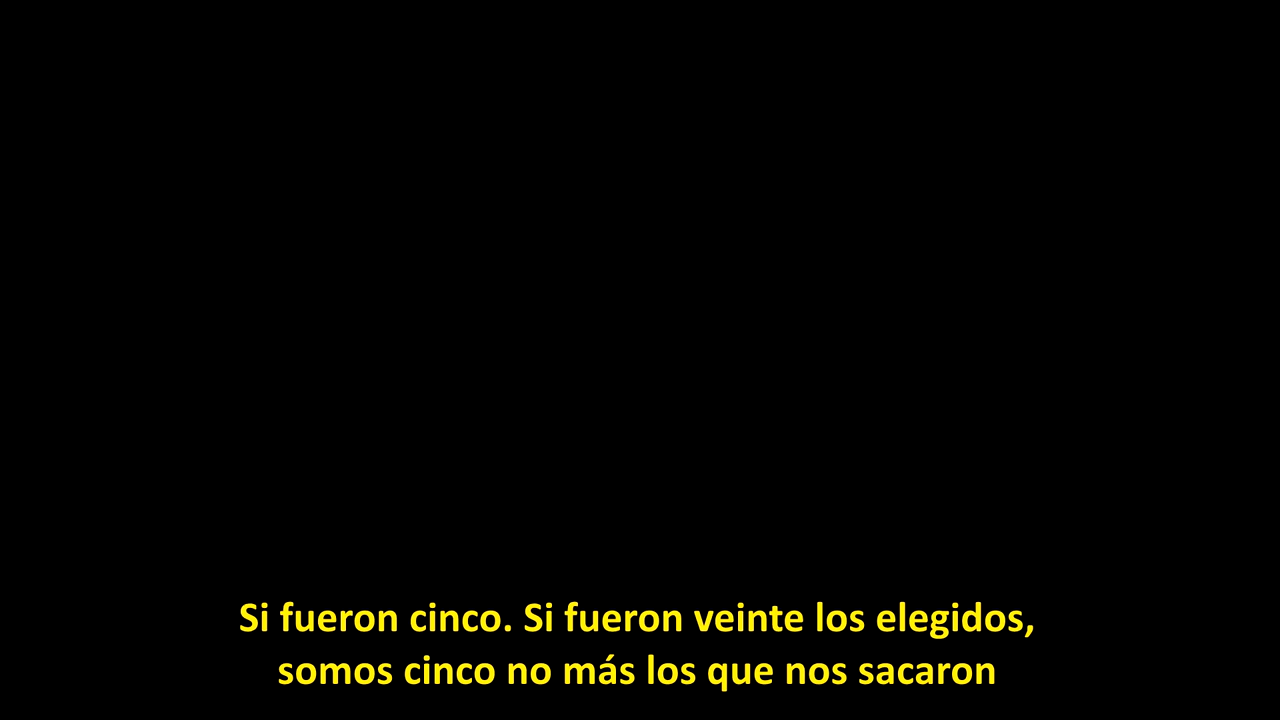 Si fueron cinco. Si fueron veinte los elegidos,
somos cinco no más los que nos sacaron